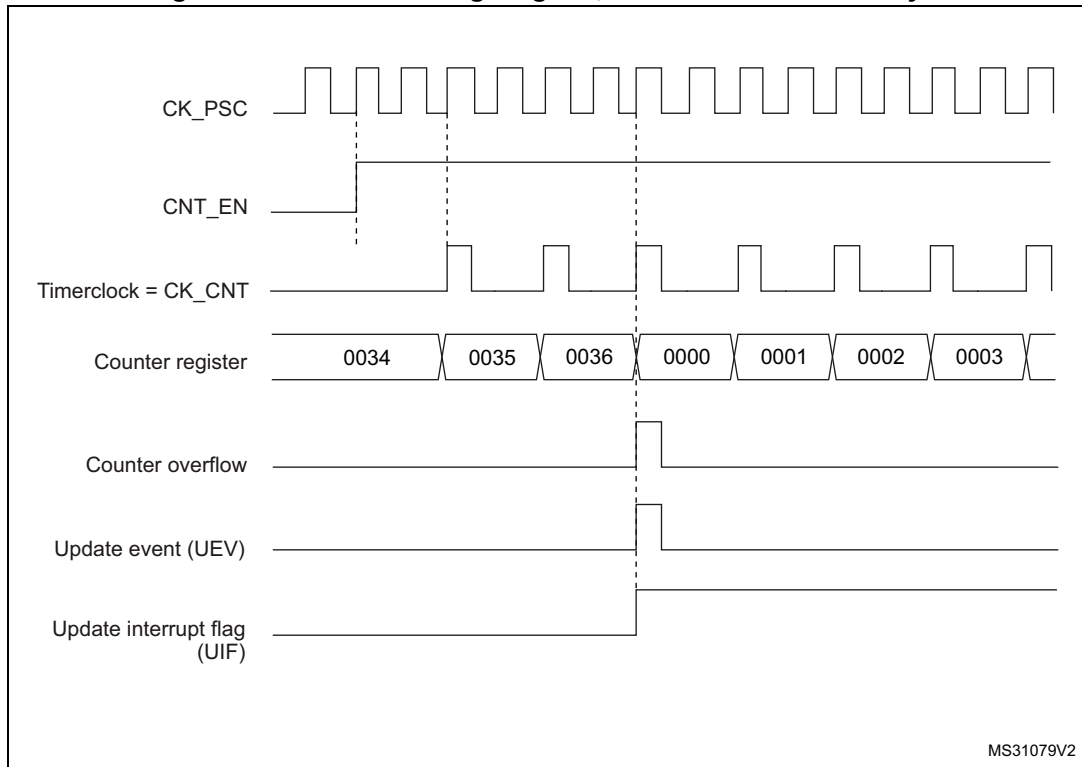 CK_PSC
CNT_EN
Timerclock = CK_CNT
Counter register 0034 0035 0036 0000 0001 0002 0003
Counter overflow
Update event (UEV)
Update interrupt flag
(UIF)
MS31079V2